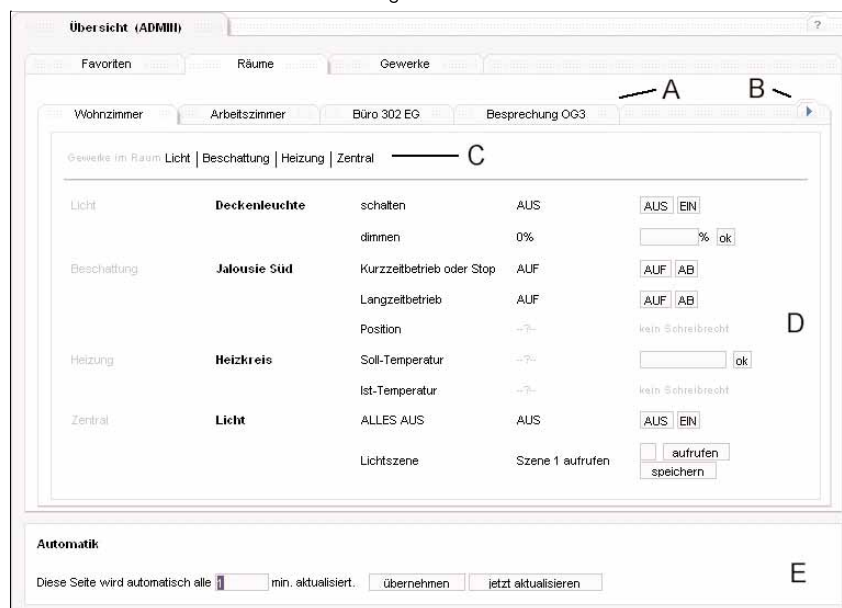 Übersicht (ADMIN) ?
Favoriten Räume Gewerke
A B
Wohnzimmer Arbeitszimmer Büro 302 EG Besprechung OG3
Gewerke im Raum Licht | Beschattung | Heizung | Zentral C
Licht Deckenleuchte schalten AUS AUS EIN
dimmen 0% % ok
Beschattung Jalousie Süd Kurzzeitbetrieb oder Stop AUF AUF AB
Langzeitbetrieb AUF AUF AB
Position --?-- kein Schreibrecht D
Heizung Heizkreis Soll-Temperatur --?-- ok
Ist-Temperatur --?-- kein Schreibrecht
Zentral Licht ALLES AUS AUS AUS EIN
Lichtszene Szene 1 aufrufen aufrufen
speichern
Automatik
Diese Seite wird automatisch alle 1 min. aktualisiert. übernehmen jetzt aktualisieren E